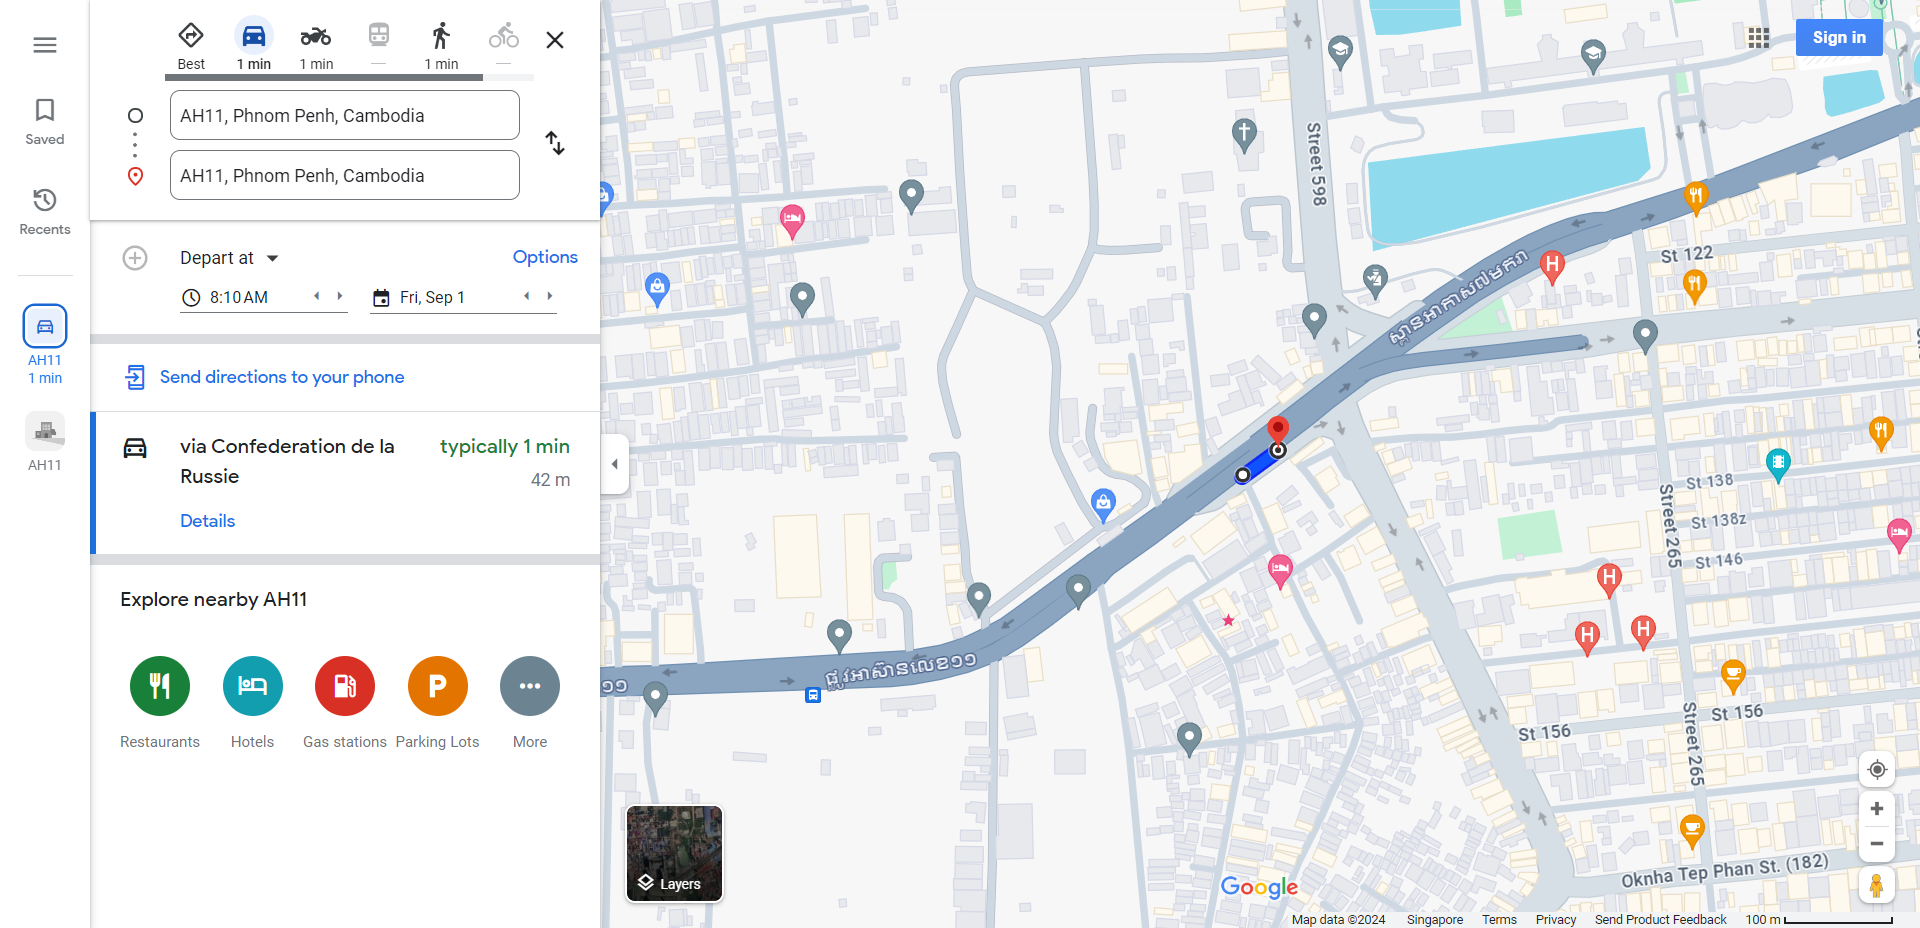 Best
1 min
1 min
1 min
Sign in
AH11, Phnom Penh, Cambodia
AH11, Phnom Penh, Cambodia
Saved
Recents
AH11
1 min
AH11
Depart at
Options
8:10 AM
Fri, Sep 1
Send directions to your phone
via Confederation de la
Russie
typically 1 min
42 m
Details
Explore nearby AH11
Restaurants
Hotels
Gas stations
Parking Lots
More
Layers
Street 598
ស្ពានអាកាស៧មករា
St 122
St 138
St 138z
St 146
Street 265
St 156
St 156
Street 265
ផ្លូវអាស៊ានលេខ១១
១១
Oknha Tep Phan St. (182)
Google
Map data ©2024
Singapore
Terms
Privacy
Send Product Feedback
100 m